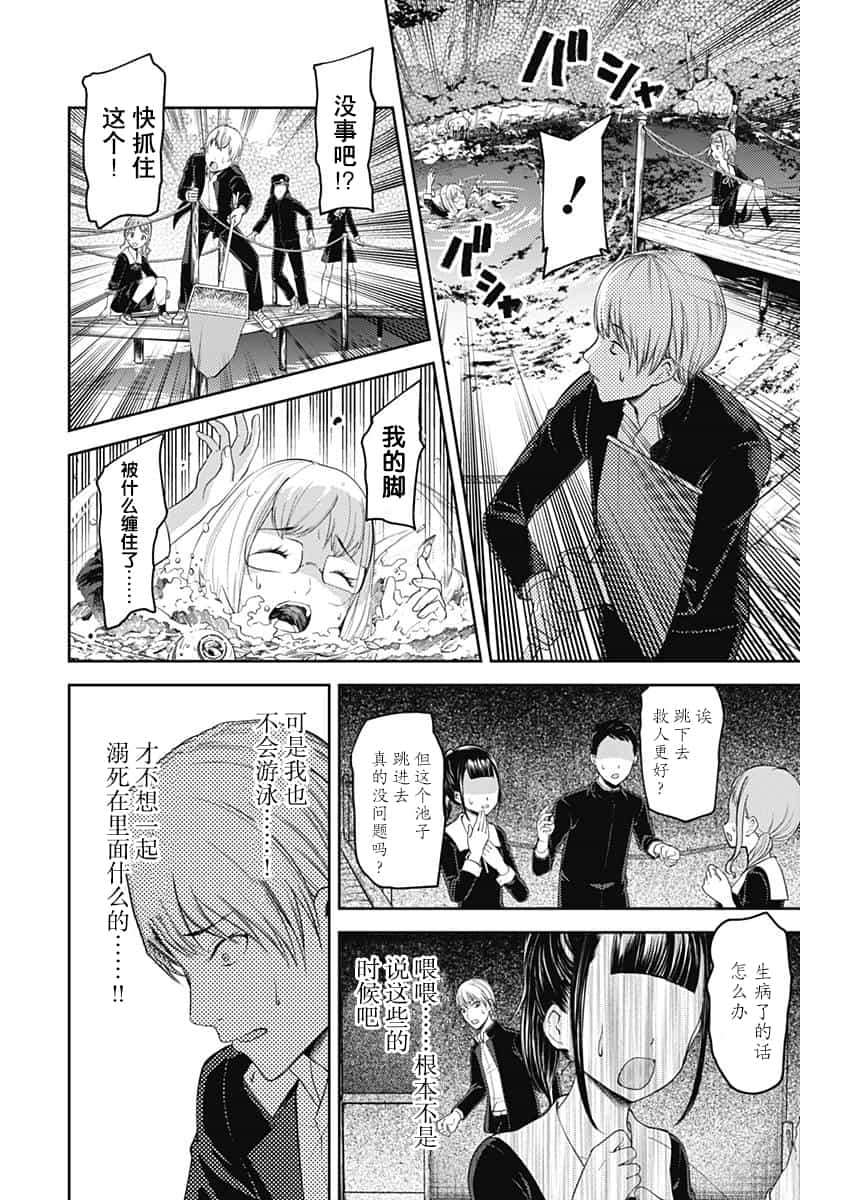 バシャ
！
バシャ
没事吧！？
快抓住
这个！
我的脚
被什么缠住了……
诶
跳下去
救人更好？
但这个池子
跳进去
真的没问题吗？
生病了的话
怎么办
喂喂……根本不是
说这些的
时候吧
可是我也
不会游泳……！
才不想一起
溺死在里面什么的……！！